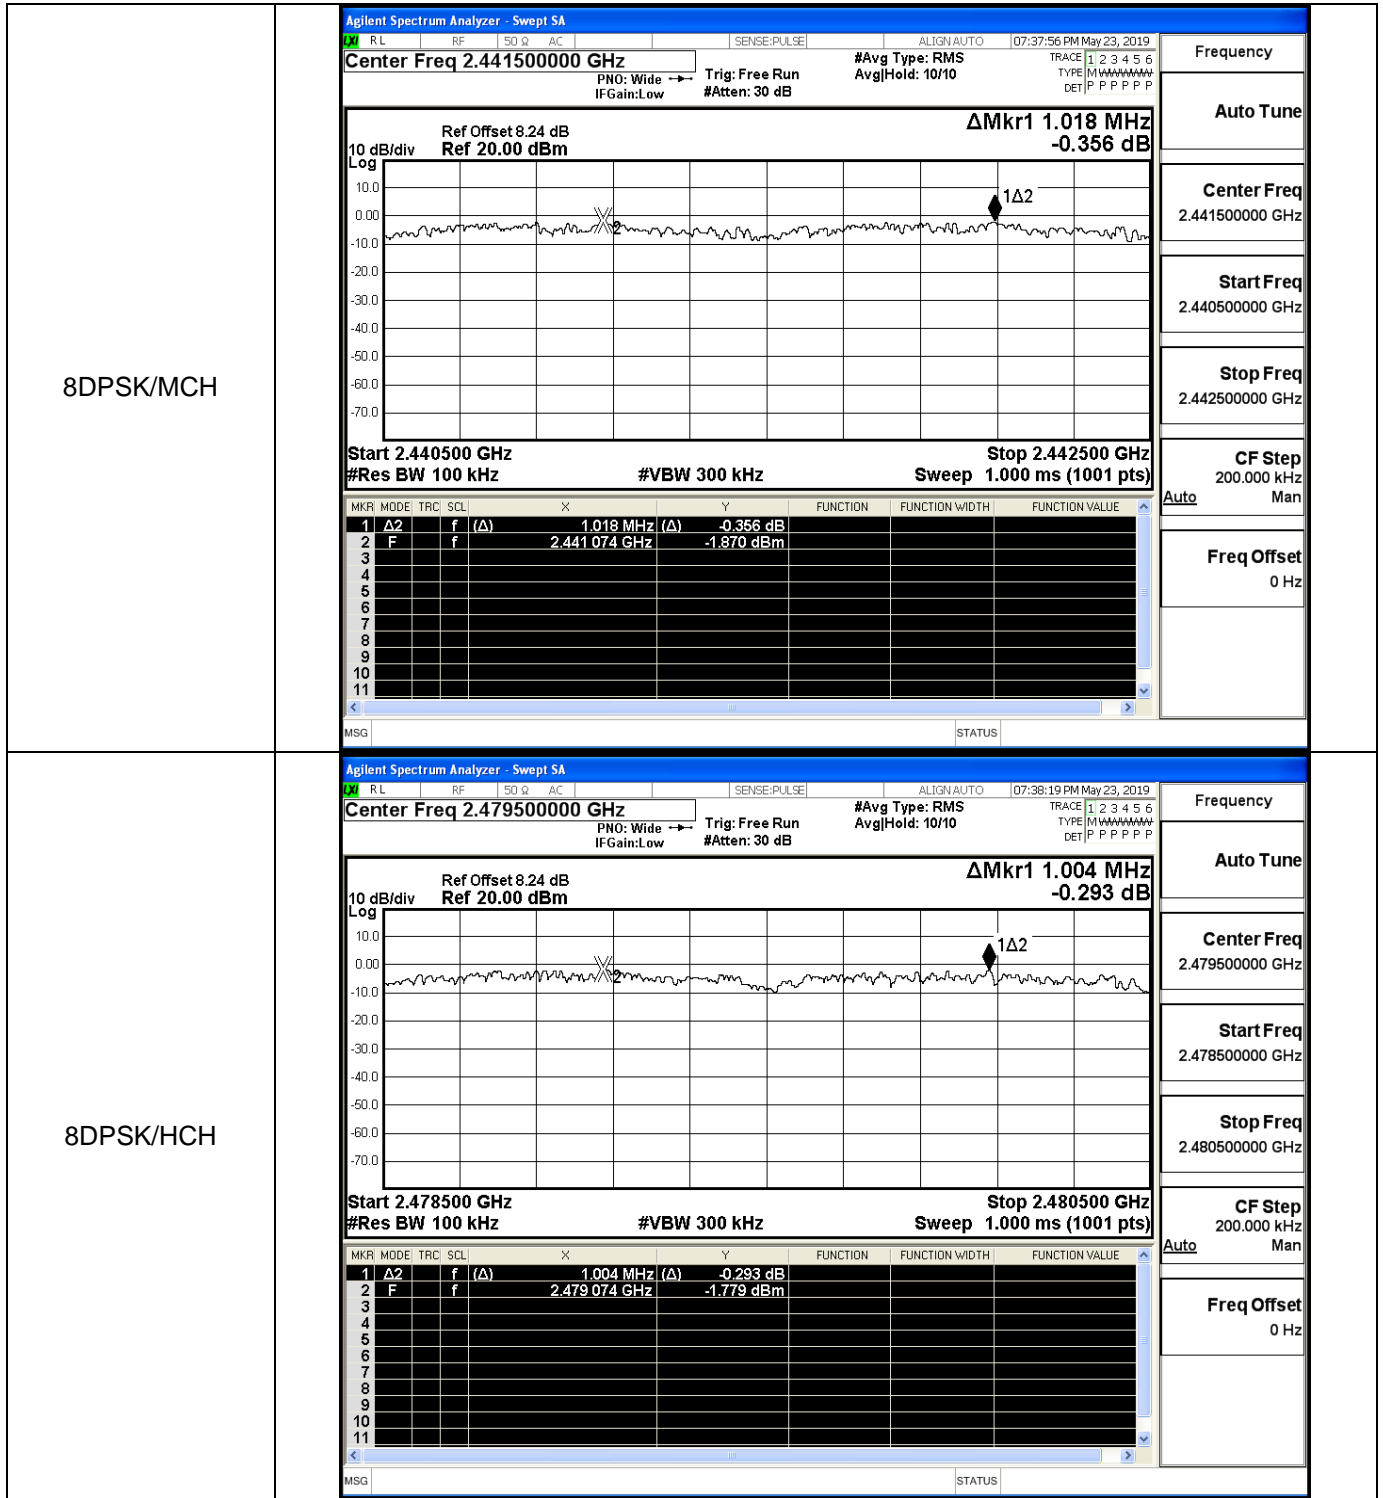 8DPSK/MCH
Agilent Spectrum Analyzer - Swept SA
LXI RL RF 50 Ω AC SENSE:PULSE ALIGN AUTO 07:37:56 PM May 23, 2019
Center Freq 2.441500000 GHz
PNO: Wide
IFGain:Low
Trig: Free Run
#Atten: 30 dB
#Avg Type: RMS
Avg|Hold: 10/10
TRACE 1 2 3 4 5 6
TYPE M
DET P P P P P P
Frequency
Auto Tune
Center Freq
2.441500000 GHz
Start Freq
2.440500000 GHz
Stop Freq
2.442500000 GHz
CF Step
200.000 kHz
Auto Man
Freq Offset
0 Hz
ΔMkr1 1.018 MHz
-0.356 dB
Ref Offset 8.24 dB
10 dB/div Ref 20.00 dBm
Log
10.0
0.00
-10.0
-20.0
-30.0
-40.0
-50.0
-60.0
-70.0
1Δ2
2
Start 2.440500 GHz Stop 2.442500 GHz
#Res BW 100 kHz #VBW 300 kHz Sweep 1.000 ms (1001 pts)
MKR MODE TRC SCL X Y FUNCTION FUNCTION WIDTH FUNCTION VALUE
1 Δ2 f (Δ) 1.018 MHz (Δ) -0.356 dB
2 F f 2.441 074 GHz -1.870 dBm
3
4
5
6
7
8
9
10
11
MSG STATUS
8DPSK/HCH
Agilent Spectrum Analyzer - Swept SA
LXI RL RF 50 Ω AC SENSE:PULSE ALIGN AUTO 07:38:19 PM May 23, 2019
Center Freq 2.479500000 GHz
PNO: Wide
IFGain:Low
Trig: Free Run
#Atten: 30 dB
#Avg Type: RMS
Avg|Hold: 10/10
TRACE 1 2 3 4 5 6
TYPE M
DET P P P P P P
Frequency
Auto Tune
Center Freq
2.479500000 GHz
Start Freq
2.478500000 GHz
Stop Freq
2.480500000 GHz
CF Step
200.000 kHz
Auto Man
Freq Offset
0 Hz
ΔMkr1 1.004 MHz
-0.293 dB
Ref Offset 8.24 dB
10 dB/div Ref 20.00 dBm
Log
10.0
0.00
-10.0
-20.0
-30.0
-40.0
-50.0
-60.0
-70.0
1Δ2
2
Start 2.478500 GHz Stop 2.480500 GHz
#Res BW 100 kHz #VBW 300 kHz Sweep 1.000 ms (1001 pts)
MKR MODE TRC SCL X Y FUNCTION FUNCTION WIDTH FUNCTION VALUE
1 Δ2 f (Δ) 1.004 MHz (Δ) -0.293 dB
2 F f 2.479 074 GHz -1.779 dBm
3
4
5
6
7
8
9
10
11
MSG STATUS